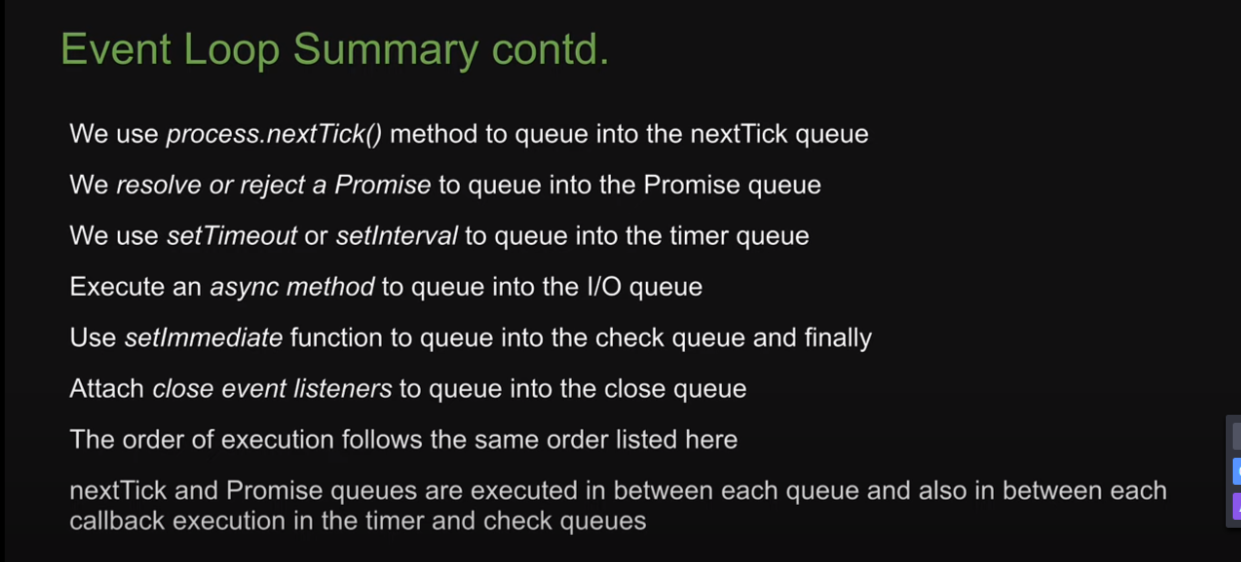 Event Loop Summary contd.
We use process.nextTick() method to queue into the nextTick queue
We resolve or reject a Promise to queue into the Promise queue
We use setTimeout or setInterval to queue into the timer queue
Execute an async method to queue into the I/O queue
Use setImmediate function to queue into the check queue and finally
Attach close event listeners to queue into the close queue
The order of execution follows the same order listed here
nextTick and Promise queues are executed in between each queue and also in between each
callback execution in the timer and check queues